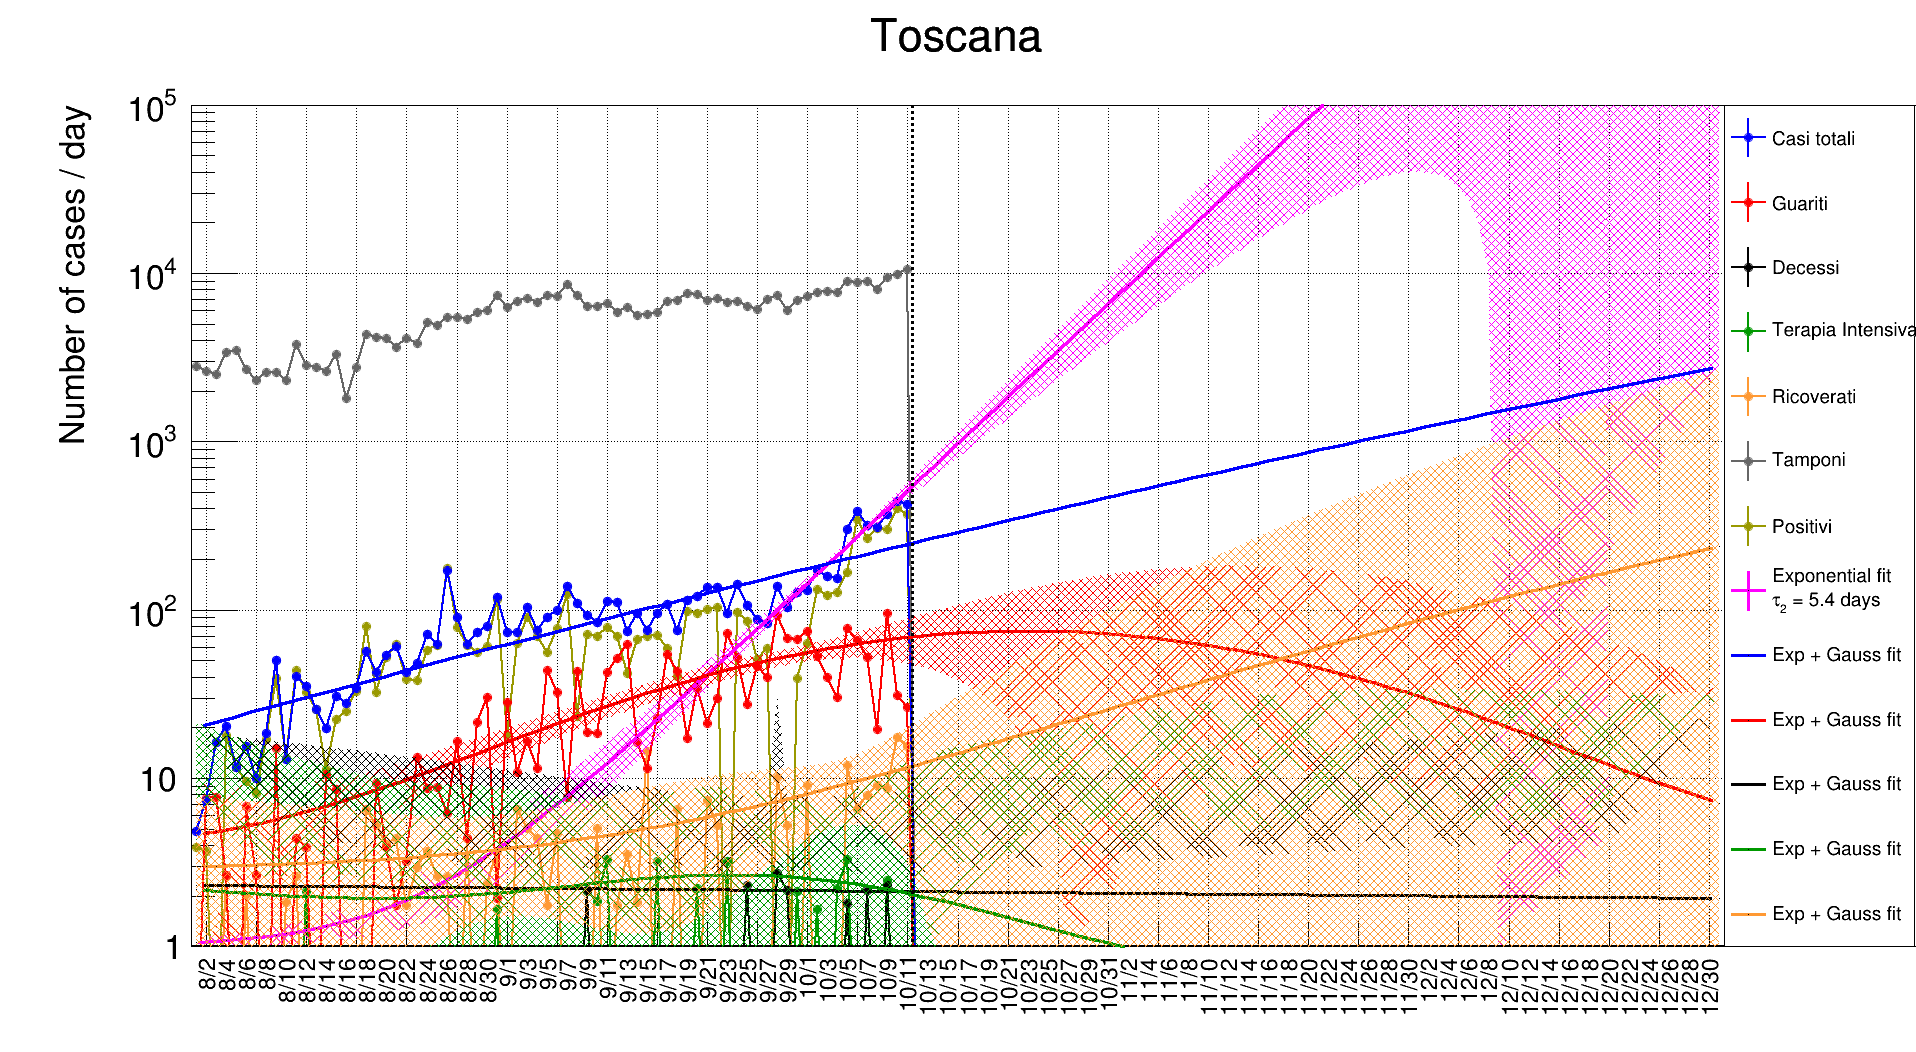 Toscana
Number of cases / day
10^5
10^4
10^3
10^2
10
1
8/2 8/4 8/6 8/8 8/10 8/12 8/14 8/16 8/18 8/20 8/22 8/24 8/26 8/28 8/30 9/1 9/3 9/5 9/7 9/9 9/11 9/13 9/15 9/17 9/19 9/21 9/23 9/25 9/27 9/29 10/1 10/3 10/5 10/7 10/9 10/11 10/13 10/15 10/17 10/19 10/21 10/23 10/25 10/27 10/29 10/31 11/2 11/4 11/6 11/8 11/10 11/12 11/14 11/16 11/18 11/20 11/22 11/24 11/26 11/28 11/30 12/2 12/4 12/6 12/8 12/10 12/12 12/14 12/16 12/18 12/20 12/22 12/24 12/26 12/28 12/30
Casi totali
Guariti
Decessi
Terapia Intensiva
Ricoverati
Tamponi
Positivi
Exponential fit
τ₂ = 5.4 days
Exp + Gauss fit
Exp + Gauss fit
Exp + Gauss fit
Exp + Gauss fit
Exp + Gauss fit